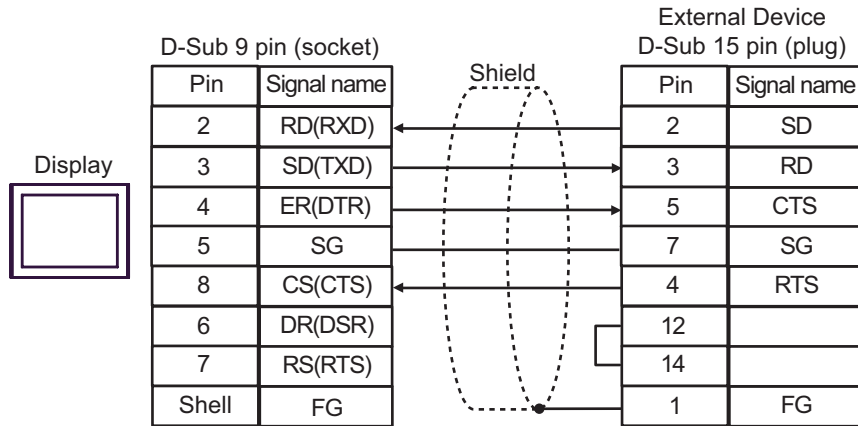 External Device
D-Sub 9 pin (socket) D-Sub 15 pin (plug)
Pin Signal name Shield Pin Signal name
2 RD(RXD) 2 SD
Display 3 SD(TXD) 3 RD
4 ER(DTR) 5 CTS
5 SG 7 SG
8 CS(CTS) 4 RTS
6 DR(DSR) 12
7 RS(RTS) 14
Shell FG 1 FG